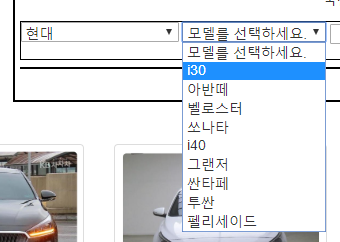 현대 모델를 선택하세요.
모델를 선택하세요.
i30
아반떼
벨로스터
쏘나타
i40
그랜저
싼타페
투싼
펠리세이드